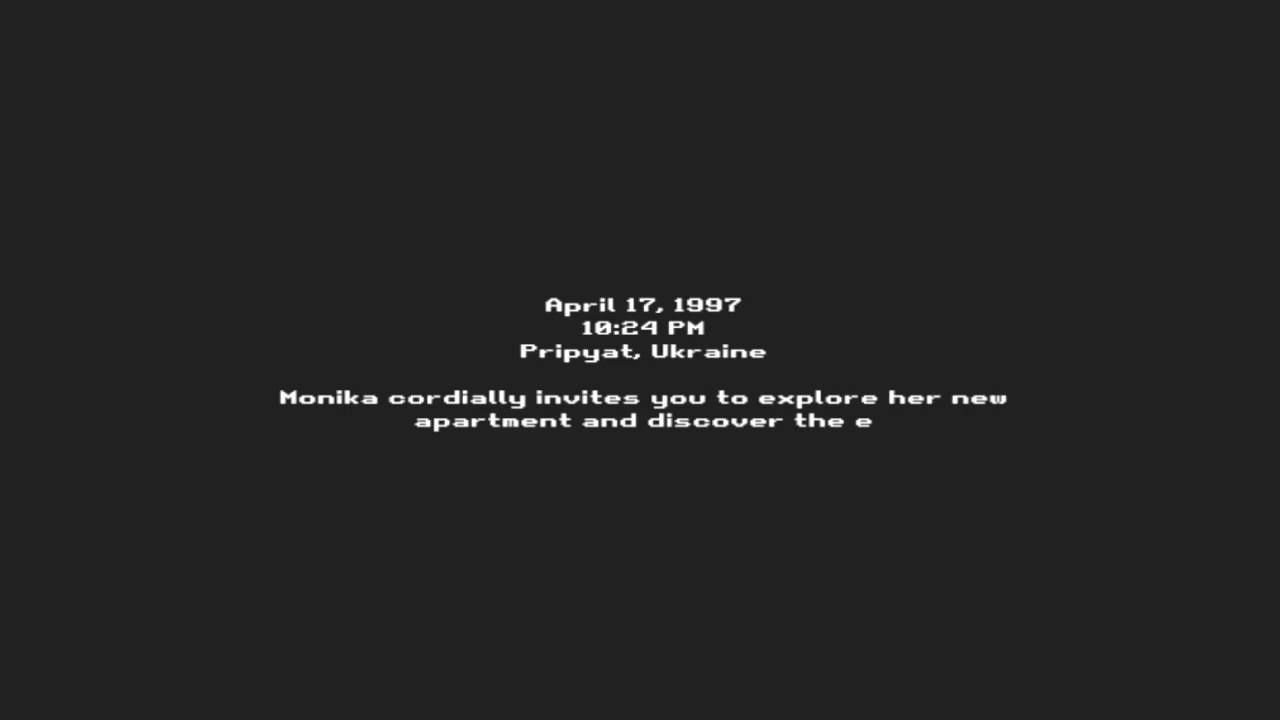 April 17, 1997
10:24 PM
Pripyat, Ukraine
Monika cordially invites you to explore her new
apartment and discover the e